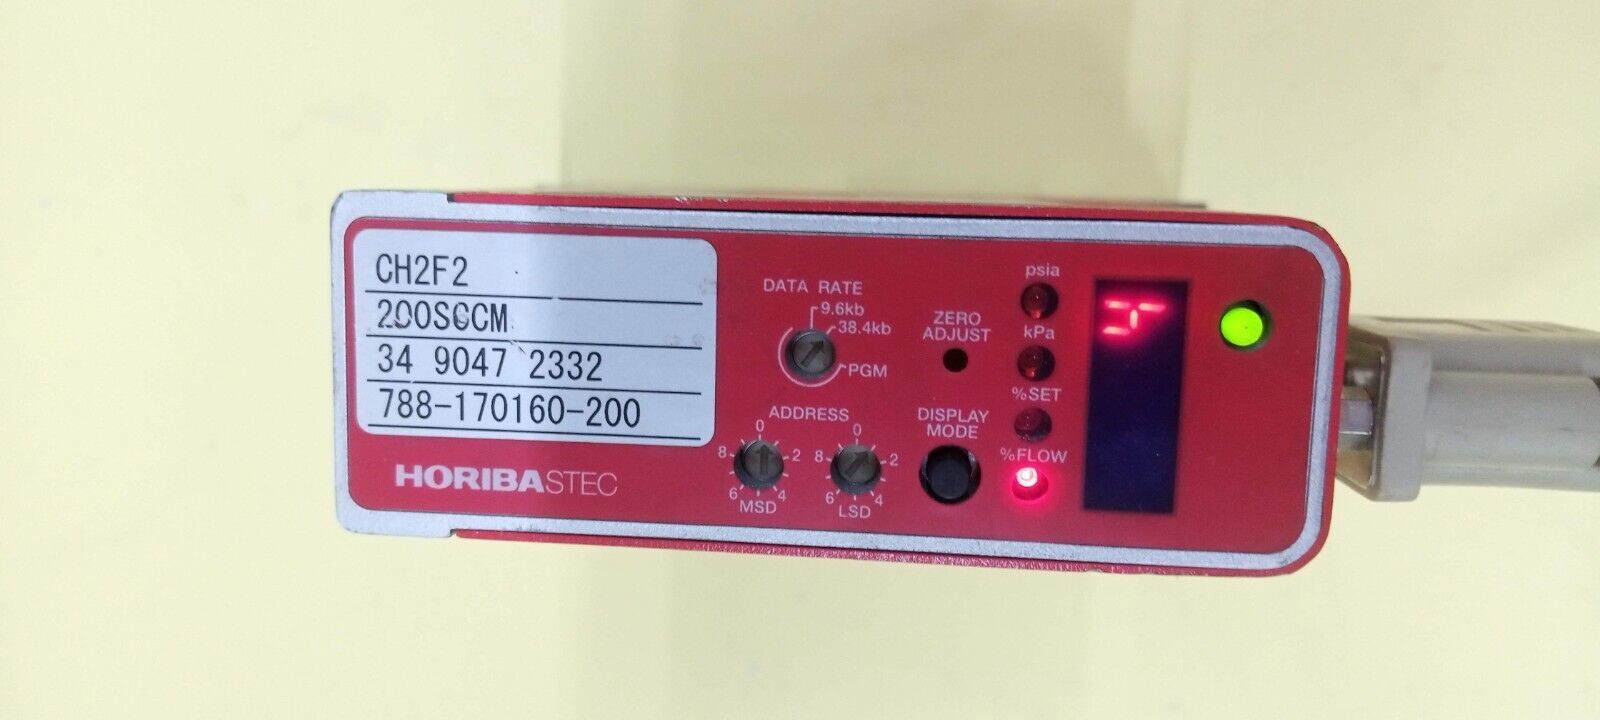 CH2F2
200SCCM
34 9047 2332
788-170160-200
HORIBASTEC
DATA RATE
9.6kb
38.4kb
PGM
ADDRESS
0
8 2
6 4
MSD
0
8 2
6 4
LSD
ZERO
ADJUST
DISPLAY
MODE
psia
kPa
%SET
%FLOW